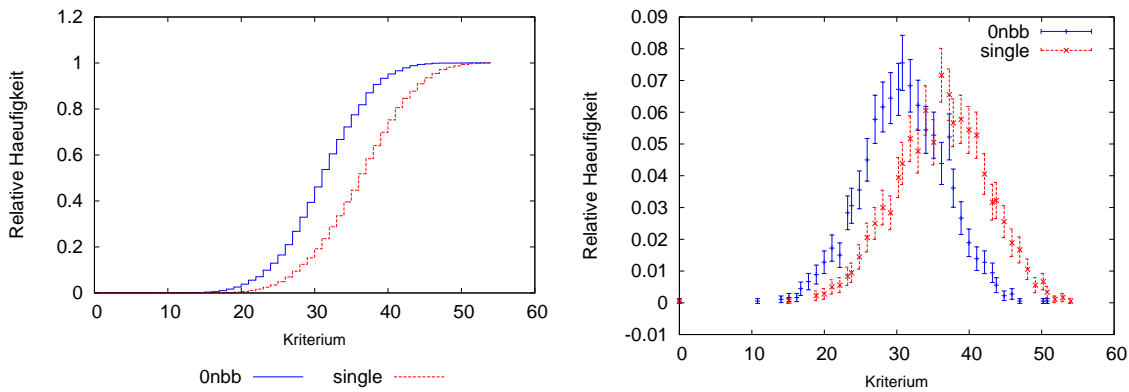 Relative Haeufigkeit
1.2
1
0.8
0.6
0.4
0.2
0
0 10 20 30 40 50 60
Kriterium
0nbb single
Relative Haeufigkeit
0.09
0.08
0.07
0.06
0.05
0.04
0.03
0.02
0.01
0
-0.01
0nbb
single
0 10 20 30 40 50 60
Kriterium